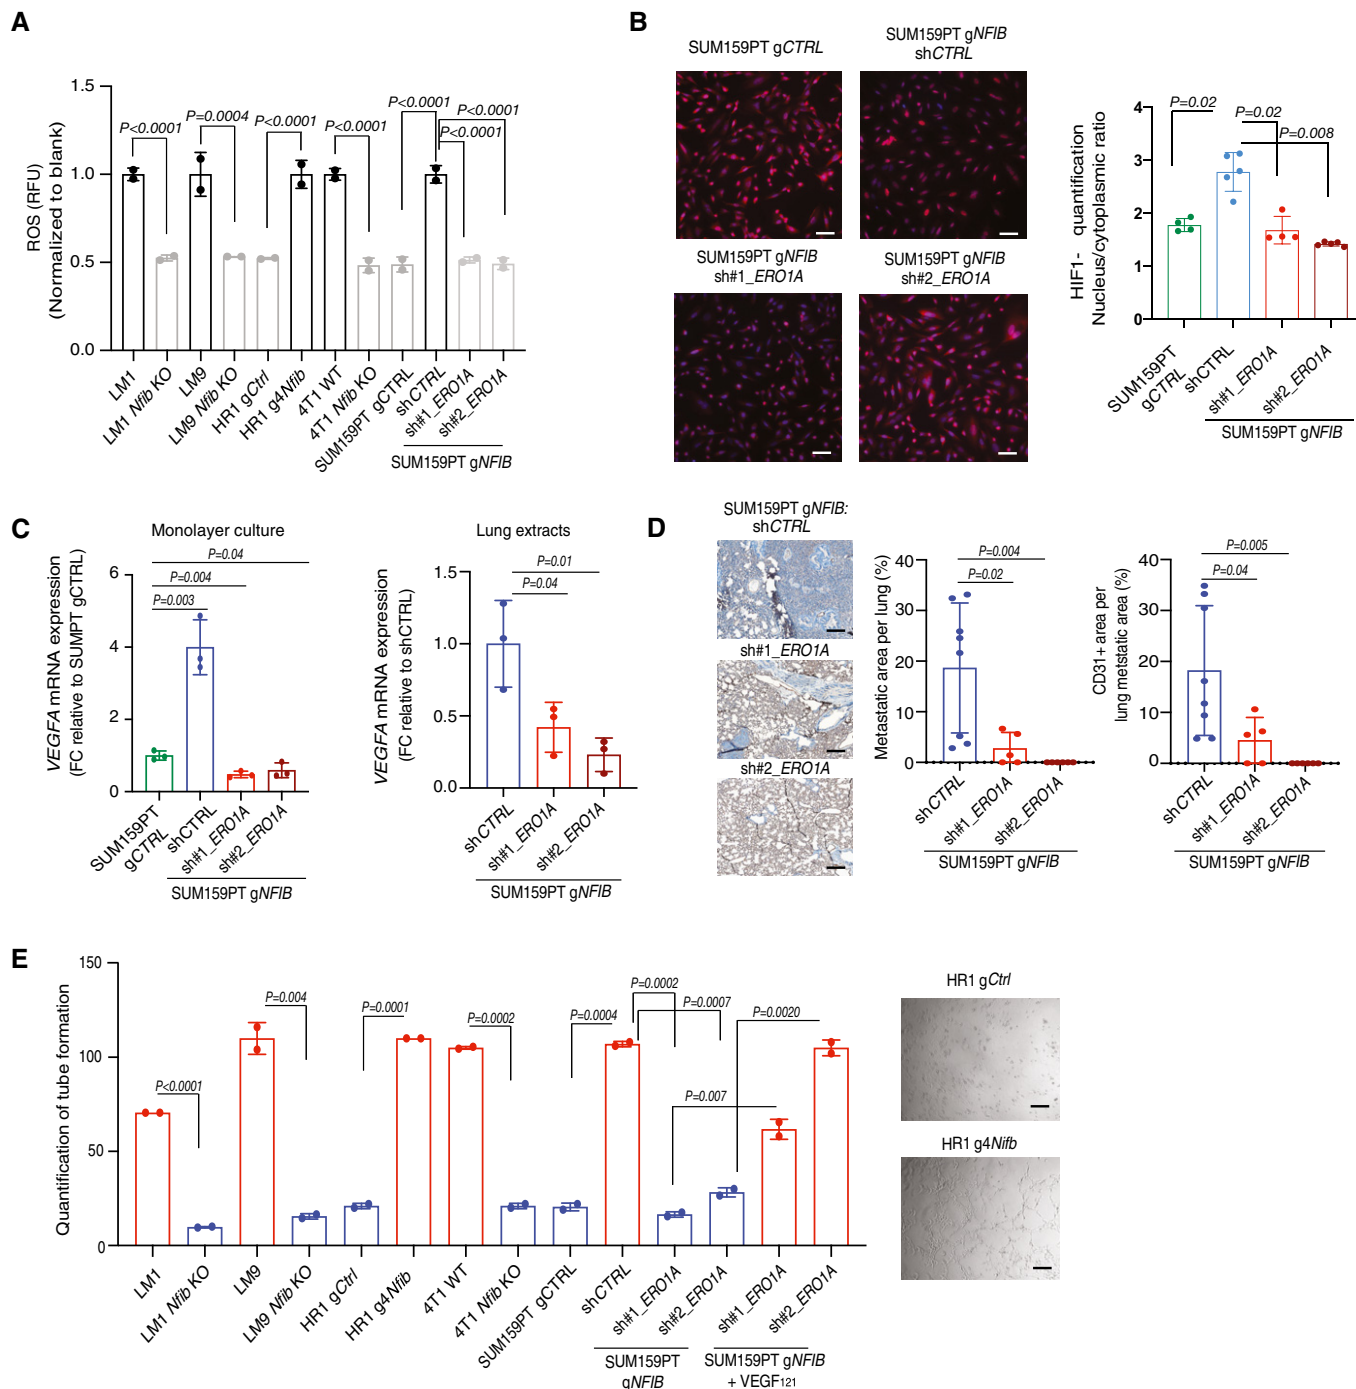 A
ROS (RFU)
(Normalized to blank)
1.5
1.0
0.5
0.0
P<0.0001
P=0.0004
P<0.0001
P<0.0001
P<0.0001
P<0.0001
P<0.0001
LM1
LM1 Nfib KO
LM9
LM9 Nfib KO
HR1 gCtrl
HR1 g4Nfib
4T1 WT
4T1 Nfib KO
SUM159PT gCTRL
shCTRL
sh#1_ERO1A
sh#2_ERO1A
SUM159PT gNFIB
B
SUM159PT gCTRL
SUM159PT gNFIB
shCTRL
SUM159PT gNFIB
sh#1_ERO1A
SUM159PT gNFIB
sh#2_ERO1A
HIF1- quantification
Nucleus/cytoplasmic ratio
4
3
2
1
0
P=0.02
P=0.02
P=0.008
SUM159PT
gCTRL
shCTRL
sh#1_ERO1A
sh#2_ERO1A
SUM159PT gNFIB
C
Monolayer culture
VEGFA mRNA expression
(FC relative to SUMPT gCTRL)
6
4
2
0
P=0.04
P=0.004
P=0.003
SUM159PT
gCTRL
shCTRL
sh#1_ERO1A
sh#2_ERO1A
SUM159PT gNFIB
Lung extracts
VEGFA mRNA expression
(FC relative to shCTRL)
1.5
1.0
0.5
0.0
P=0.01
P=0.04
shCTRL
sh#1_ERO1A
sh#2_ERO1A
SUM159PT gNFIB
D
SUM159PT gNFIB:
shCTRL
sh#1_ERO1A
sh#2_ERO1A
Metastatic area per lung (%)
40
30
20
10
0
P=0.004
P=0.02
shCTRL
sh#1_ERO1A
sh#2_ERO1A
SUM159PT gNFIB
CD31+ area per
lung metstatic area (%)
40
30
20
10
0
P=0.005
P=0.04
shCTRL
sh#1_ERO1A
sh#2_ERO1A
SUM159PT gNFIB
E
Quantification of tube formation
150
100
50
0
P<0.0001
P=0.004
P=0.0001
P=0.0002
P=0.0004
P=0.0002
P=0.0007
P=0.0020
P=0.007
LM1
LM1 Nfib KO
LM9
LM9 Nfib KO
HR1 gCtrl
HR1 g4Nfib
4T1 WT
4T1 Nfib KO
SUM159PT gCTRL
shCTRL
sh#1_ERO1A
sh#2_ERO1A
sh#1_ERO1A
sh#2_ERO1A
SUM159PT
gNFIB
SUM159PT gNFIB
+ VEGF121
HR1 gCtrl
HR1 g4Nifb